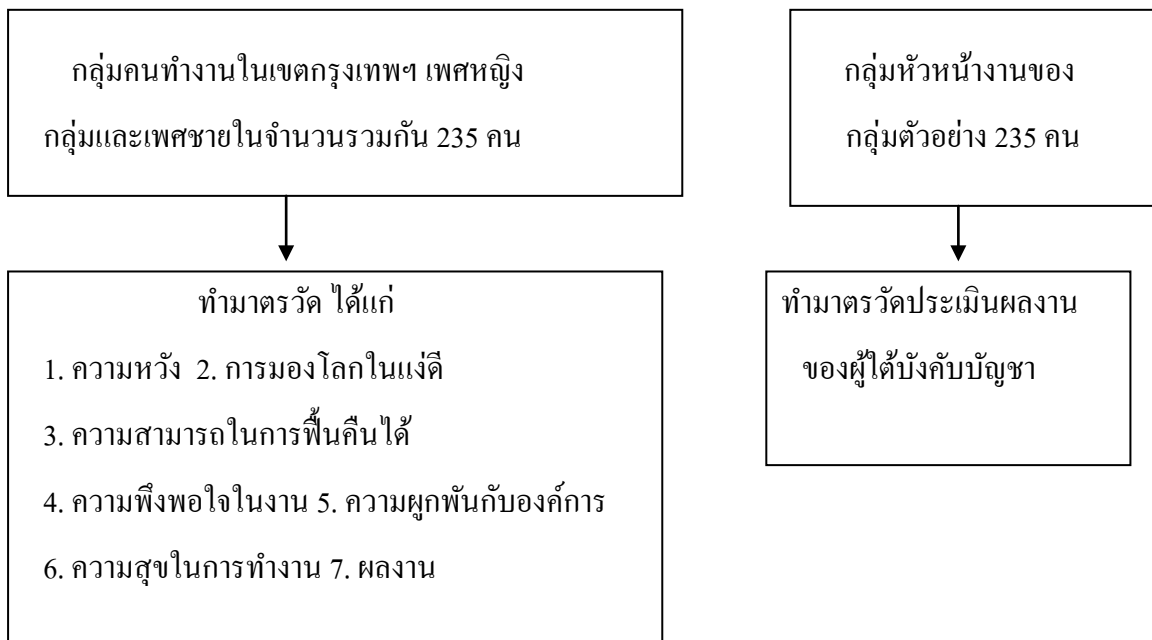 กลุ่มคนทำงานในเขตกรุงเทพฯ เพศหญิง
กลุ่มและเพศชายในจำนวนรวมกัน 235 คน
กลุ่มหัวหน้างานของ
กลุ่มตัวอย่าง 235 คน
ทำมาตรวัด ได้แก่
1. ความหวัง 2. การมองโลกในแง่ดี
3. ความสามารถในการฟื้นคืนได้
4. ความพึงพอใจในงาน 5. ความผูกพันกับองค์การ
6. ความสุขในการทำงาน 7. ผลงาน
ทำมาตรวัดประเมินผลงาน
ของผู้ใต้บังคับบัญชา